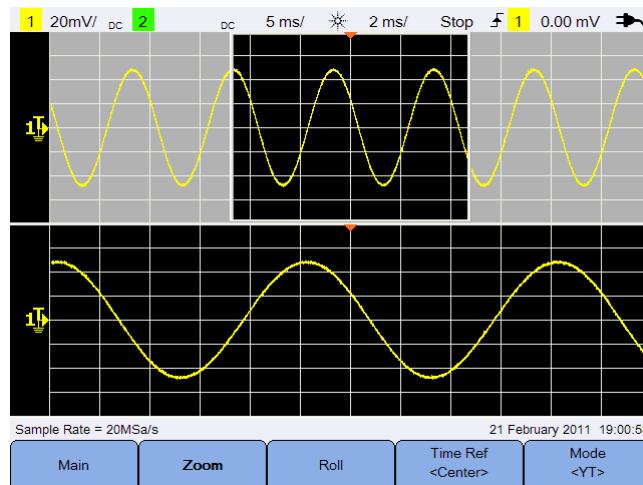 1 20mV/ DC 2 DC 5 ms/ 2 ms/ Stop 1 0.00 mV
1
1
Sample Rate = 20MSa/s 21 February 2011 19:00:5
Main Zoom Roll Time Ref <Center> Mode <YT>